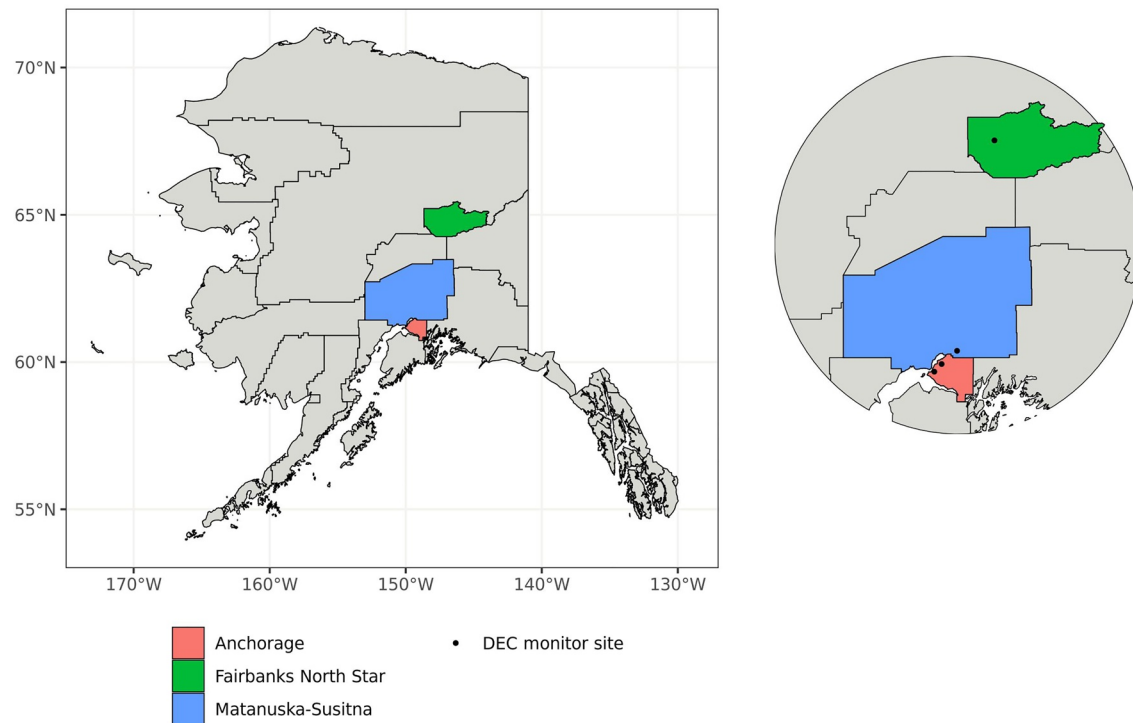 70°N
65°N
60°N
55°N
170°W 160°W 150°W 140°W 130°W
Anchorage
DEC monitor site
Fairbanks North Star
Matanuska-Susitna